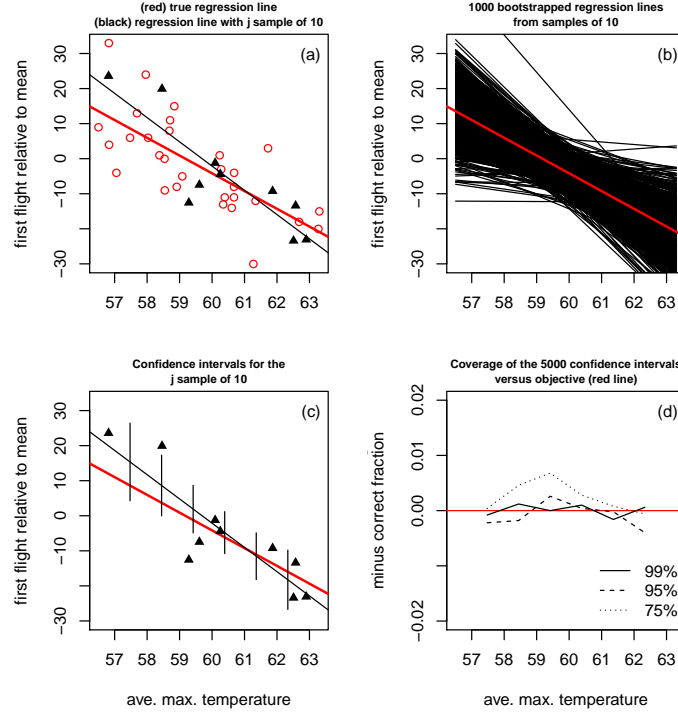 (red) true regression line
(black) regression line with j sample of 10
(a)
first flight relative to mean
30
20
10
0
−10
−30
57 58 59 60 61 62 63
1000 bootstrapped regression lines
from samples of 10
(b)
first flight relative to mean
30
20
10
0
−10
−30
57 58 59 60 61 62 63
Confidence intervals for the
j sample of 10
(c)
first flight relative to mean
30
20
10
0
−10
−30
57 58 59 60 61 62 63
ave. max. temperature
Coverage of the 5000 confidence intervals
versus objective (red line)
(d)
minus correct fraction
0.02
0.00
−0.02
99%
95%
75%
57 58 59 60 61 62 63
ave. max. temperature